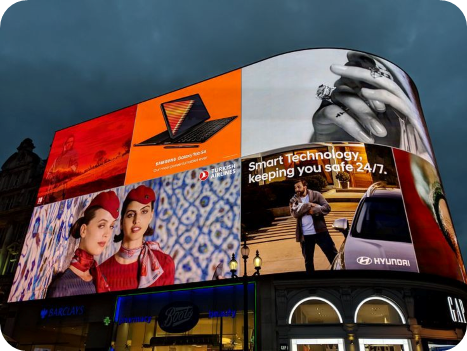 SAMSUNG Galaxy Tab S4
TURKISH
AIRLINES
Smart Technology,
keeping you safe 24/7.
HYUNDAI
BARCLAYS
Boots
GAP